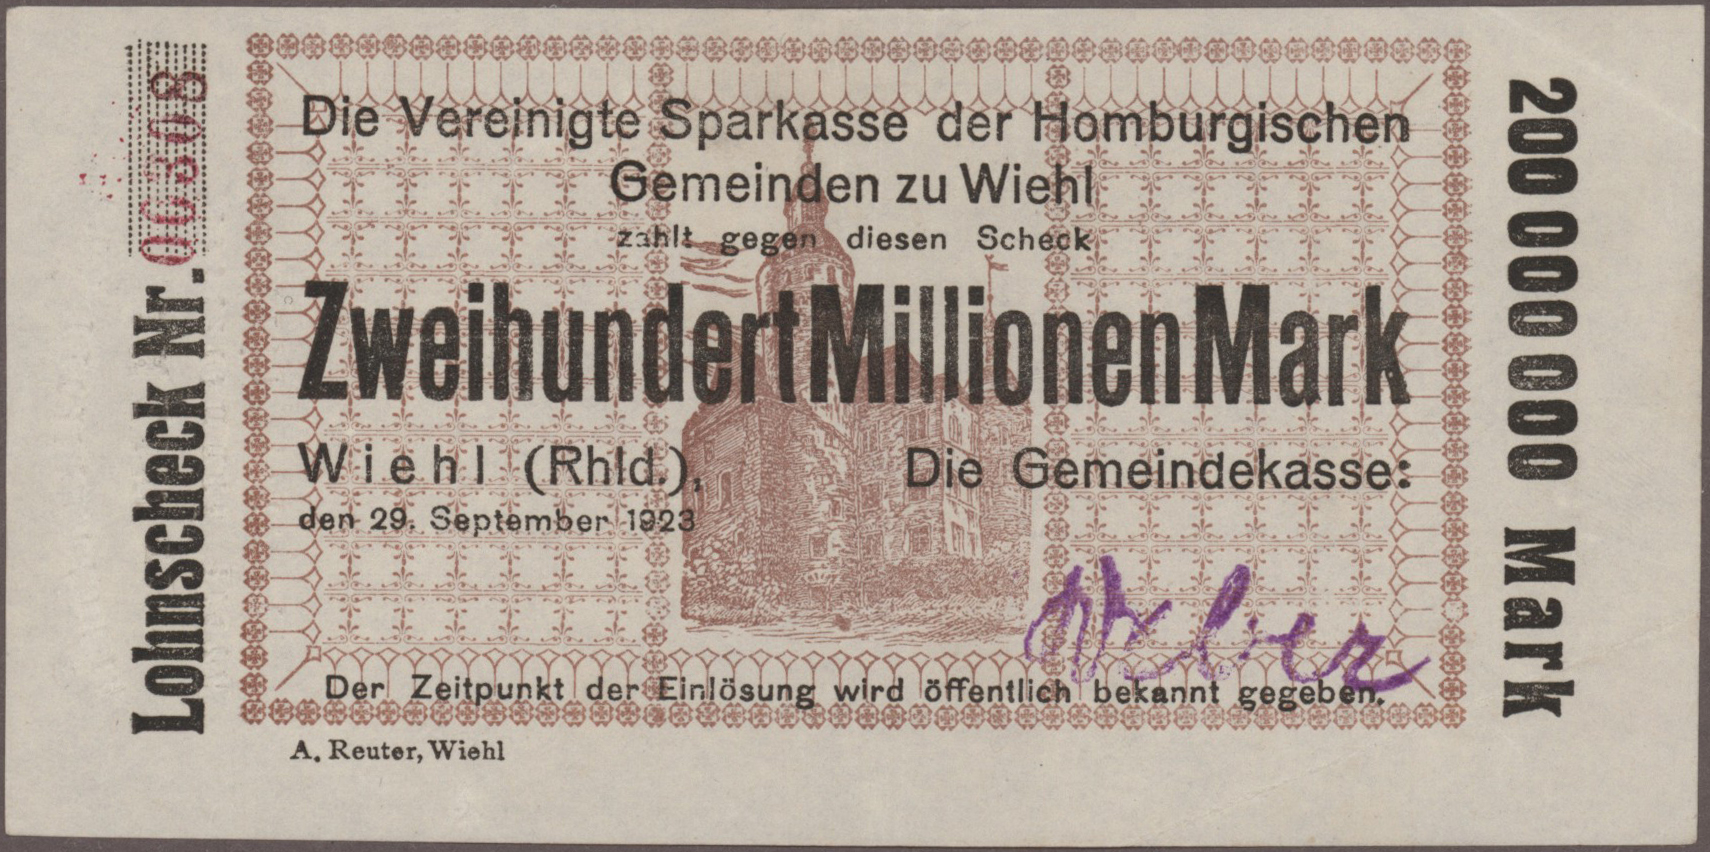 Lohnscheck Nr. 006308
Die Vereinigte Sparkasse der Homburgischen
Gemeinden zu Wiehl
zahlt gegen diesen Scheck
Zweihundert Millionen Mark
Wiehl (Rhld.),
den 29. September 1923
Die Gemeindekasse:
Weber
Der Zeitpunkt der Einlösung wird öffentlich bekannt gegeben.
A. Reuter, Wiehl
200 000 000 Mark